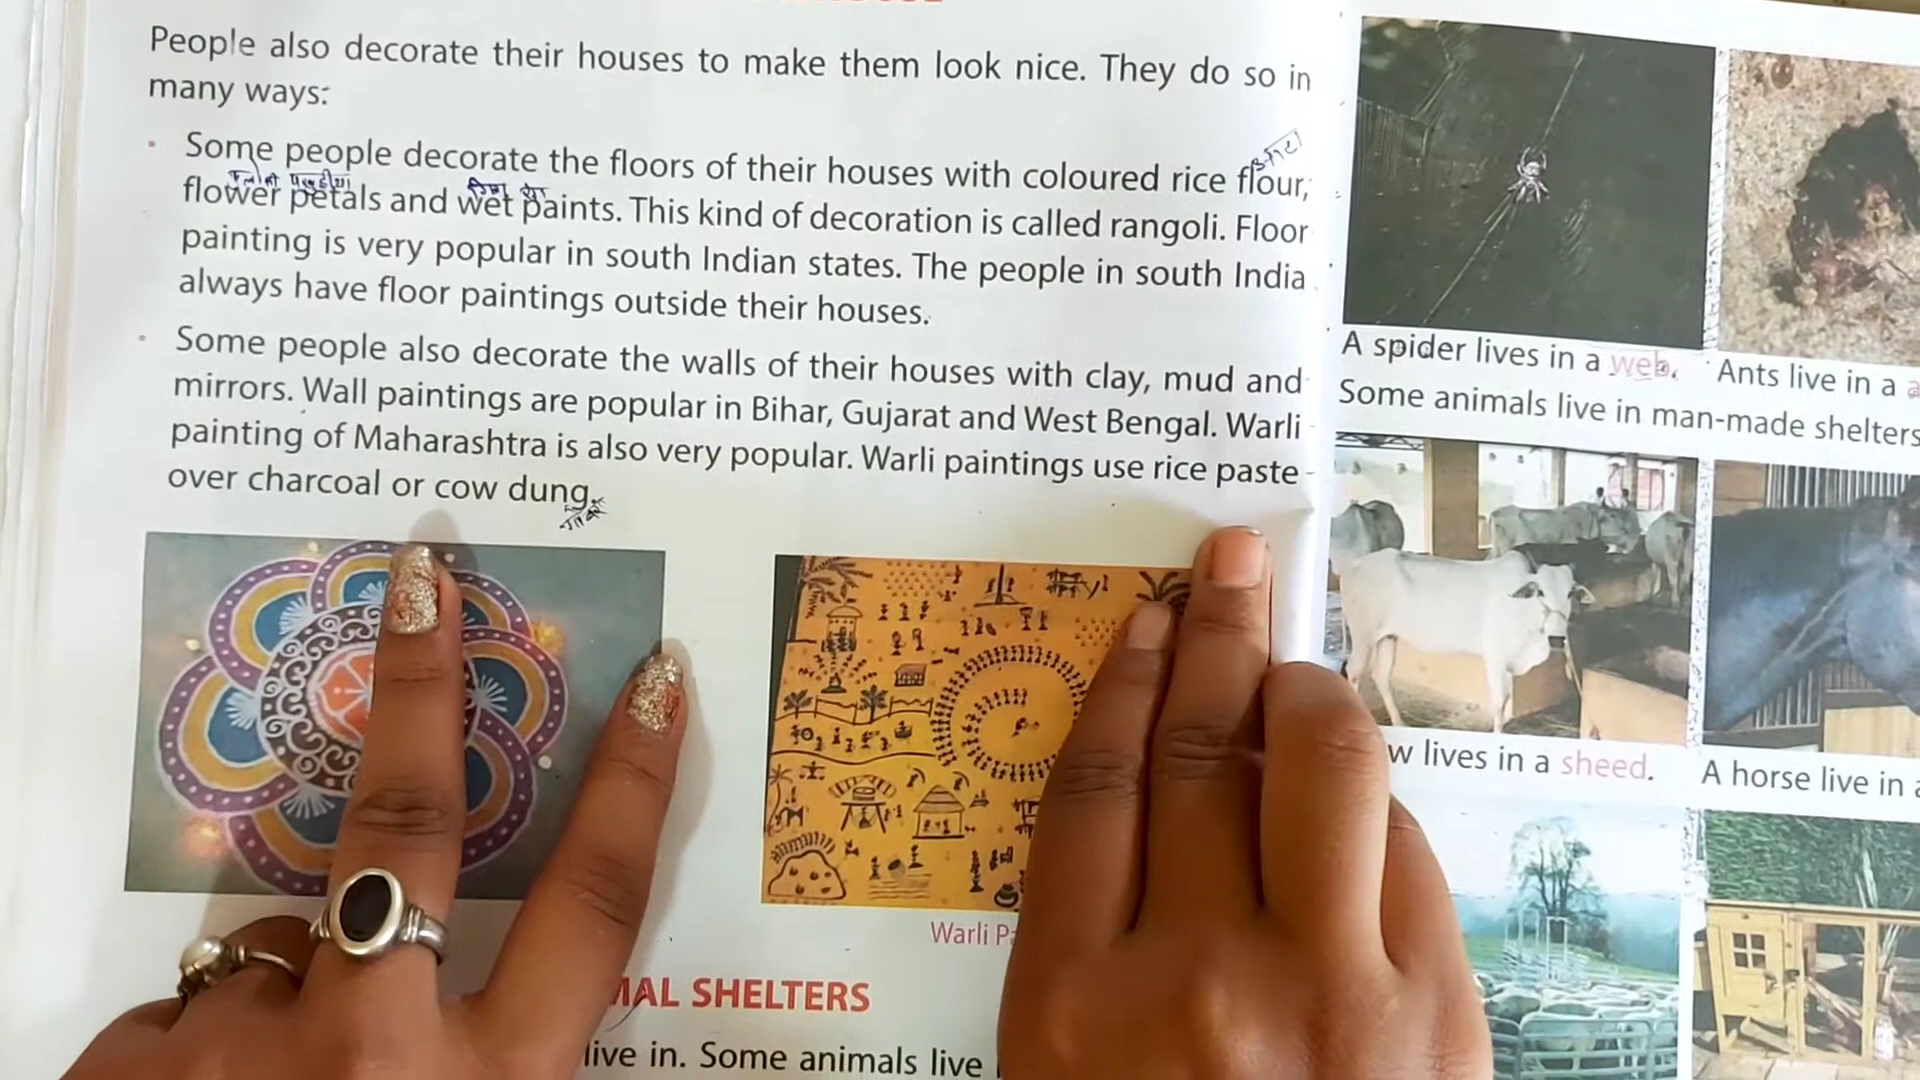 People also decorate their houses to make them look nice. They do so in
many ways:
Some people decorate the floors of their houses with coloured rice flour,
flower petals and wet paints. This kind of decoration is called rangoli. Floor
painting is very popular in south Indian states. The people in south India
always have floor paintings outside their houses.
Some people also decorate the walls of their houses with clay, mud and
mirrors. Wall paintings are popular in Bihar, Gujarat and West Bengal. Warli
painting of Maharashtra is also very popular. Warli paintings use rice paste
over charcoal or cow dung.
Warli
SHELTERS
live in. Some animals live
A spider lives in a web.
Ants live in a
Some animals live in man-made shelters
lives in a sheed.
A horse live in